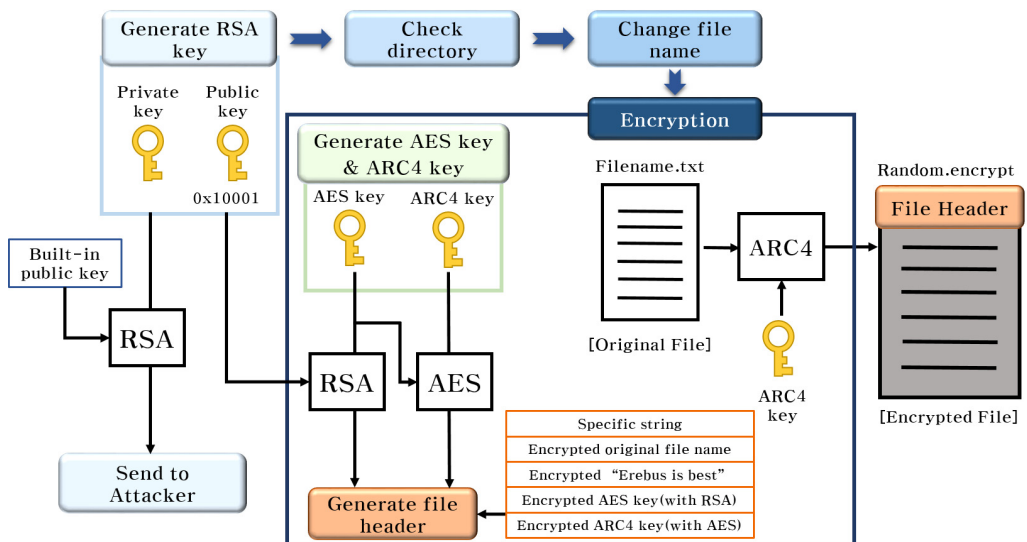 Generate RSA
key
Check
directory
Change file
name
Private
key
Public
key
0x10001
Encryption
Generate AES key
& ARC4 key
AES key
ARC4 key
Filename.txt
Random.encrypt
File Header
Built-in
public key
ARC4
RSA
[Original File]
RSA
AES
ARC4
key
[Encrypted File]
Specific string
Encrypted original file name
Encrypted “Erebus is best”
Encrypted AES key(with RSA)
Encrypted ARC4 key(with AES)
Send to
Attacker
Generate file
header